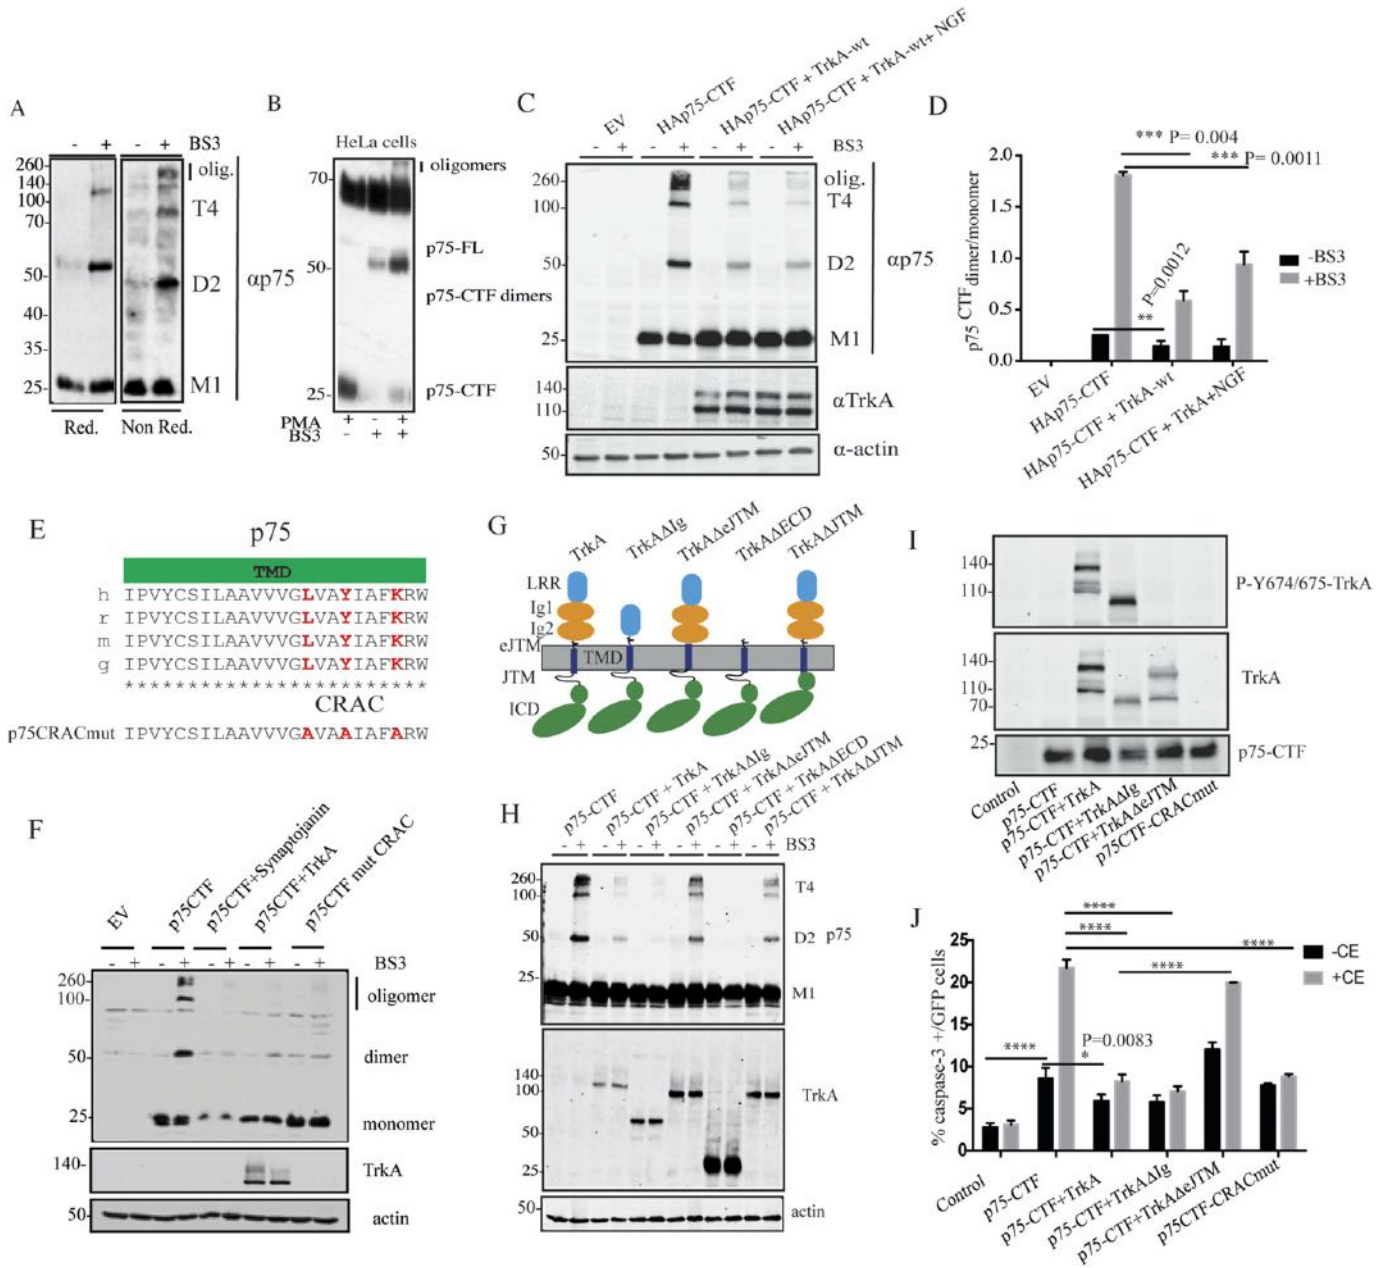 A
- + - + BS3
260
140
100
70
50
40
35
25
olig.
T4
D2
M1
αp75
Red. Non Red.
B
HeLa cells
70
50
25
oligomers
p75-FL
p75-CTF dimers
p75-CTF
PMA + - +
BS3 - + +
C
EV
HAp75-CTF
HAp75-CTF + TrkA-wt
HAp75-CTF + TrkA-wt+ NGF
- + - + - + - + BS3
260
100
50
25
olig.
T4
D2
M1
αp75
140
110
αTrkA
50
α-actin
D
*** P= 0.004
*** P= 0.0011
P=0.0012
**
2.0
1.5
1.0
0.5
0.0
p75 CTF dimer/monomer
-BS3
+BS3
EV
HAp75-CTF
HAp75-CTF + TrkA-wt
HAp75-CTF + TrkA+NGF
E
p75
TMD
h IPVYCSILAAVVVGLVAYIAFKRW
r IPVYCSILAAVVVGLVAYIAFKRW
m IPVYCSILAAVVVGLVAYIAFKRW
g IPVYCSILAAVVVGLVAYIAFKRW
************************
CRAC
p75CRACmut IPVYCSILAAVVVGAVAAIAFARW
F
EV
p75CTF
p75CTF+Synaptojanin
p75CTF+TrkA
p75CTF mut CRAC
- + - + - + - + - + BS3
260
100
50
25
oligomer
dimer
monomer
140
TrkA
50
actin
G
TrkA
TrkAΔIg
TrkAΔeJTM
TrkAΔECD
TrkAΔJTM
LRR
Ig1
Ig2
eJTM
TMD
JTM
ICD
H
p75-CTF
p75-CTF + TrkA
p75-CTF + TrkAΔIg
p75-CTF + TrkAΔeJTM
p75-CTF + TrkAΔECD
p75-CTF + TrkAΔJTM
- + - + - + - + - + - + BS3
260
100
50
25
T4
D2 p75
M1
140
100
50
25
TrkA
50
actin
I
140
110
P-Y674/675-TrkA
140
110
70
TrkA
25
p75-CTF
Control
p75-CTF
p75-CTF+TrkA
p75-CTF+TrkAΔIg
p75-CTF+TrkAΔeJTM
p75CTF-CRACmut
J
****
****
****
****
****
P=0.0083
*
25
20
15
10
5
0
% caspase-3 +/GFP cells
-CE
+CE
Control
p75-CTF
p75-CTF+TrkA
p75-CTF+TrkAΔIg
p75-CTF+TrkAΔeJTM
p75CTF-CRACmut